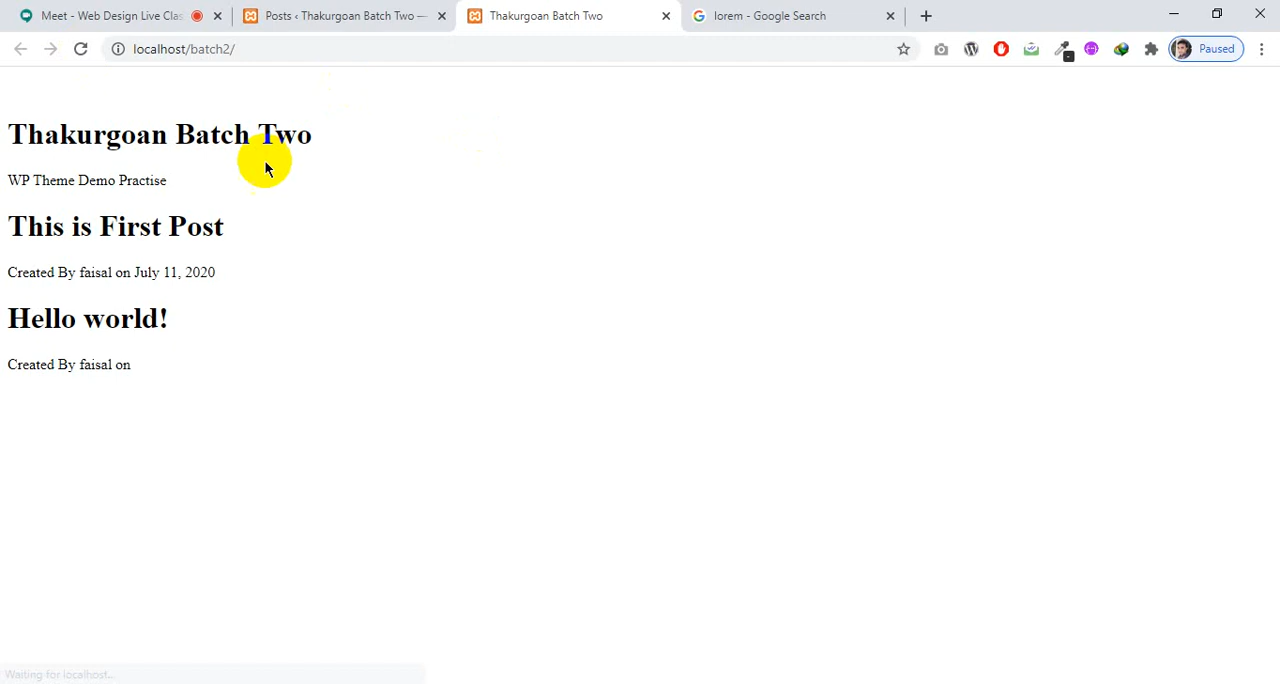 Meet - Web Design Live Clas
Posts ‹ Thakurgoan Batch Two —
Thakurgoan Batch Two
lorem - Google Search
localhost/batch2/
Paused
Thakurgoan Batch Two
WP Theme Demo Practise
This is First Post
Created By faisal on July 11, 2020
Hello world!
Created By faisal on
Waiting for localhost...